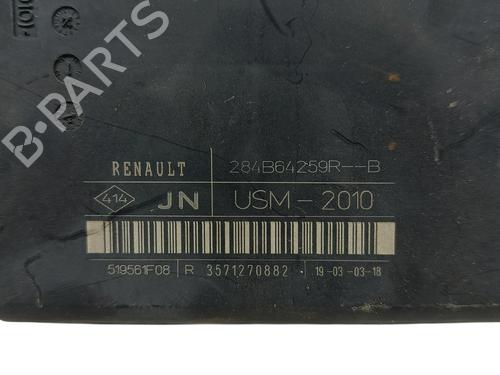 B-PARTS
RENAULT 284B64259R--B
414 JN USM-2010
519561F08 R 3571270882 · 19-03-03-18